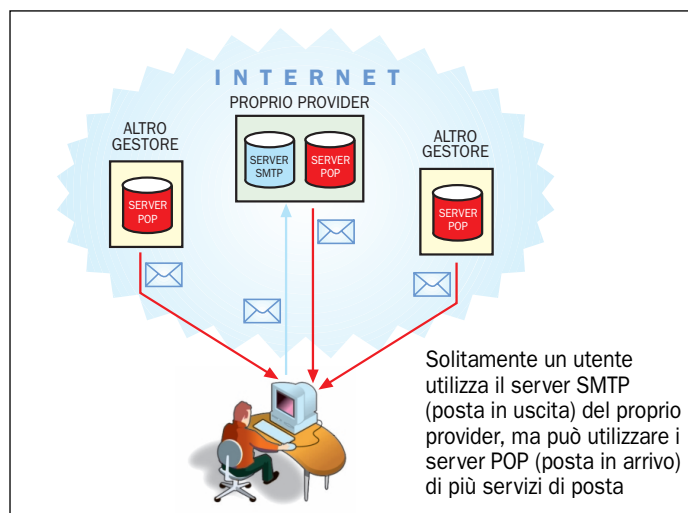 INTERNET
PROPRIO PROVIDER
ALTRO
GESTORE
SERVER
POP
SERVER
SMTP
SERVER
POP
ALTRO
GESTORE
SERVER
POP
Solitamente un utente
utilizza il server SMTP
(posta in uscita) del proprio
provider, ma può utilizzare i
server POP (posta in arrivo)
di più servizi di posta